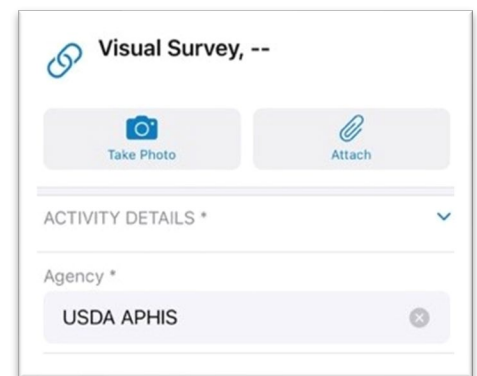 Visual Survey, --
Take Photo
Attach
ACTIVITY DETAILS *
Agency *
USDA APHIS